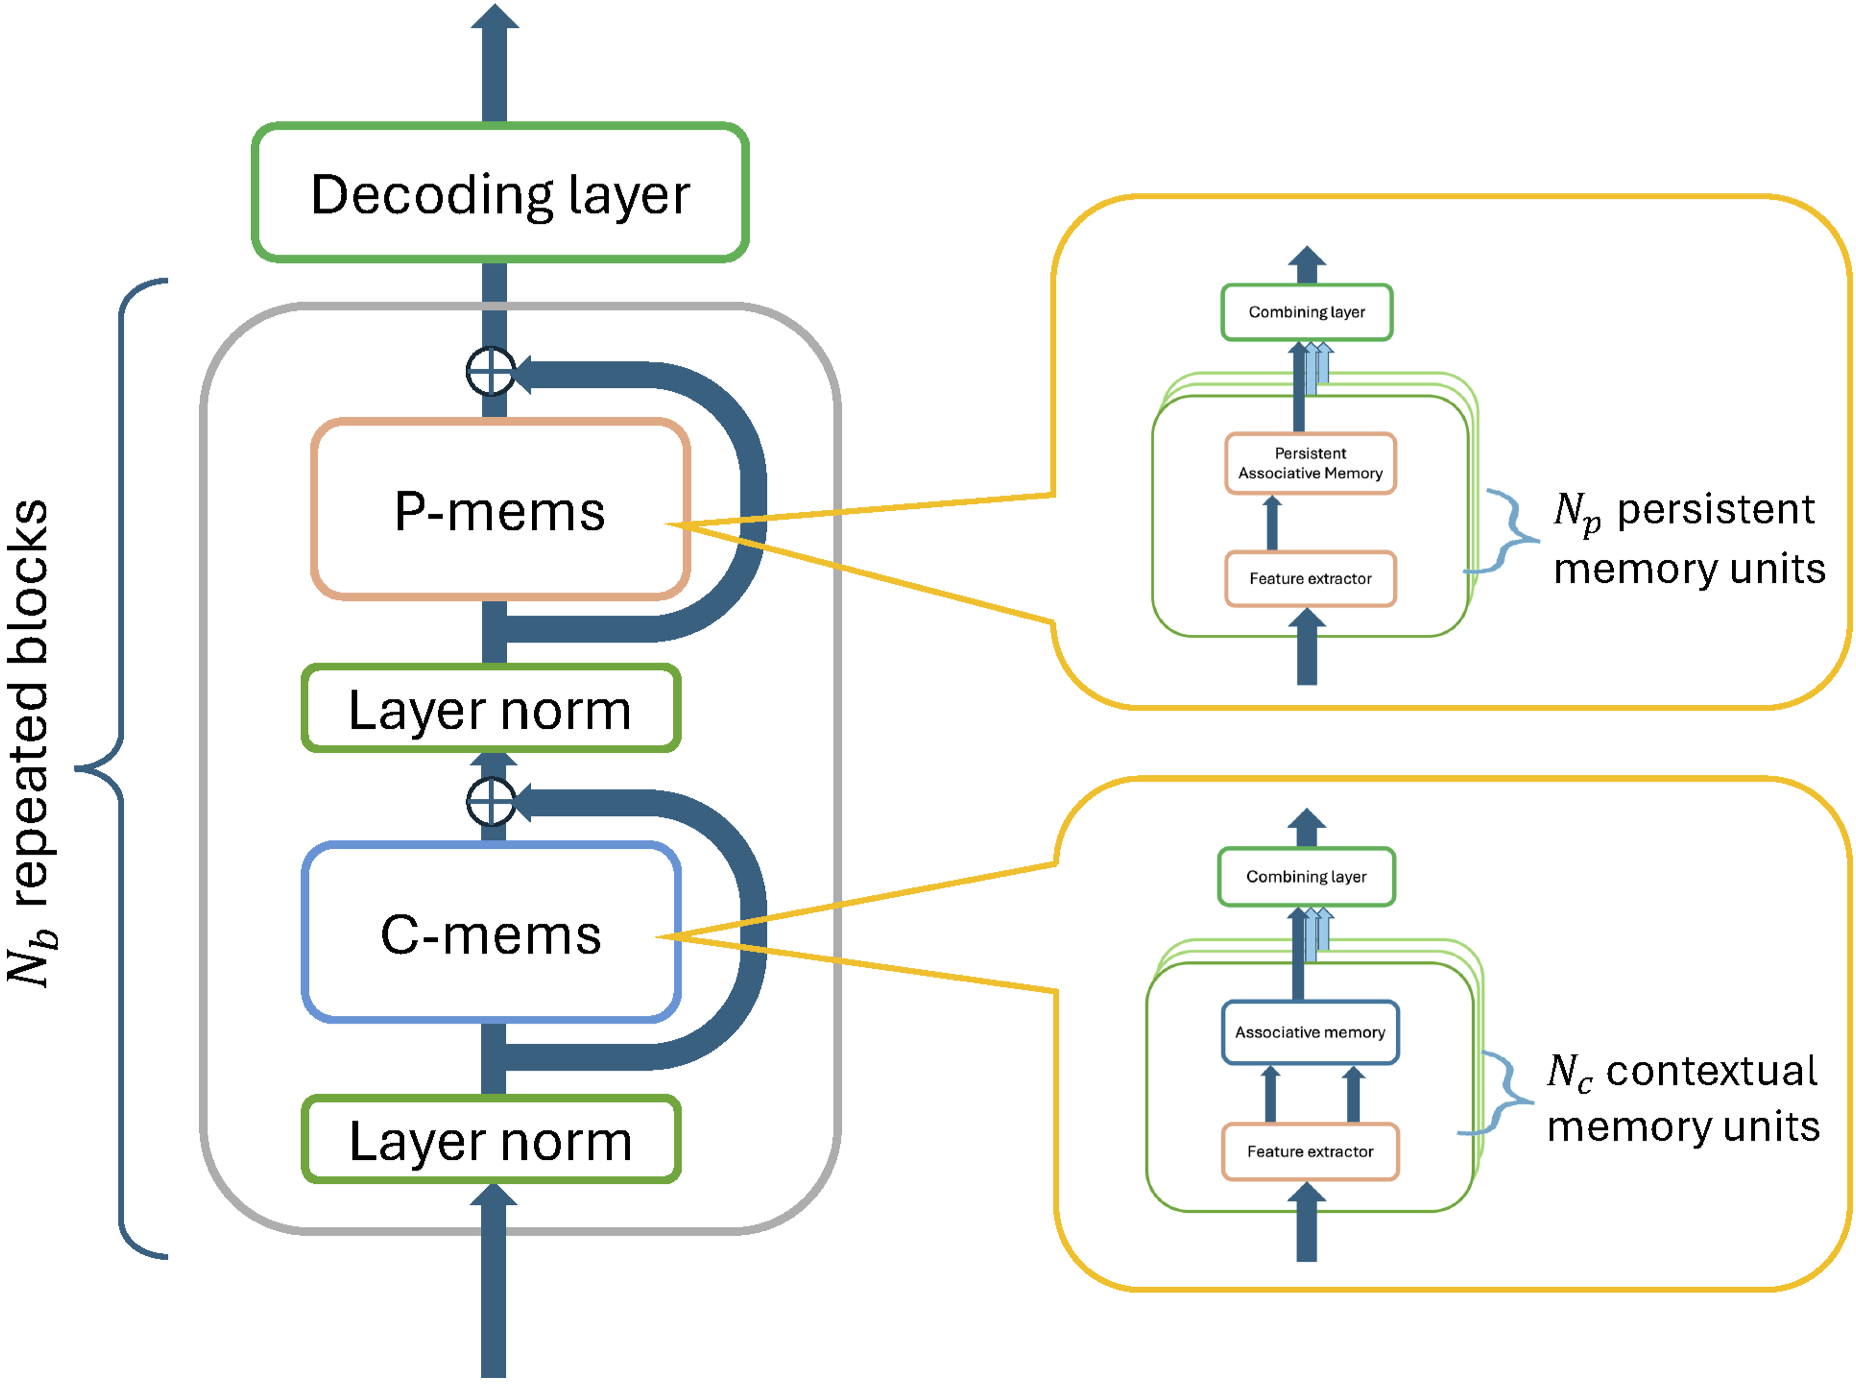 Decoding layer
P-mems
Layer norm
C-mems
Layer norm
N_b repeated blocks
Combining layer
Persistent
Associative Memory
Feature extractor
N_p persistent
memory units
Combining layer
Associative memory
Feature extractor
N_c contextual
memory units